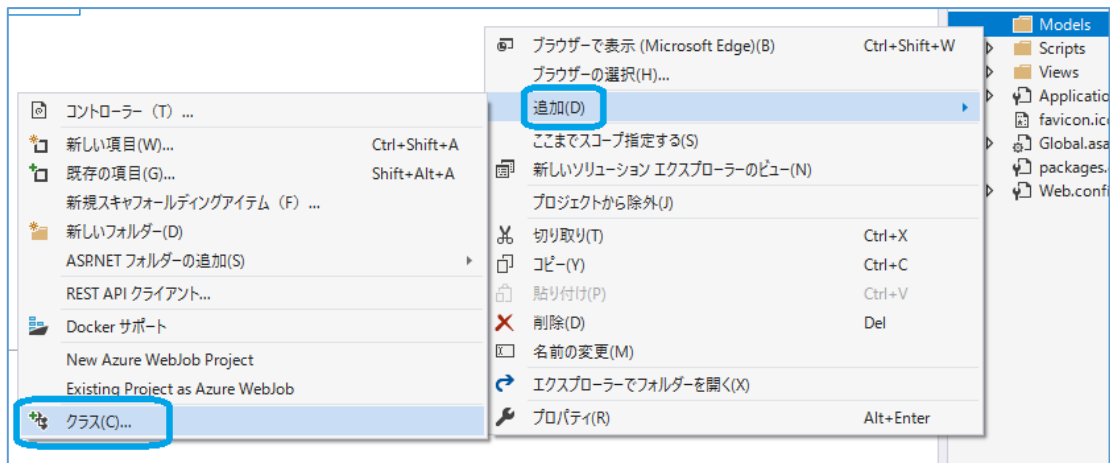 コントローラー (T) ...
新しい項目(W)... Ctrl+Shift+A
既存の項目(G)... Shift+Alt+A
新規スキャフォールディングアイテム (F) ...
新しいフォルダー(D)
ASP.NET フォルダーの追加(S)
REST API クライアント...
Docker サポート
New Azure WebJob Project
Existing Project as Azure WebJob
クラス(C)...
ブラウザーで表示 (Microsoft Edge)(B) Ctrl+Shift+W
ブラウザーの選択(H)...
追加(D)
ここまでスコープ指定する(S)
新しいソリューション エクスプローラーのビュー(N)
プロジェクトから除外(J)
切り取り(T) Ctrl+X
コピー(Y) Ctrl+C
貼り付け(P) Ctrl+V
削除(D) Del
名前の変更(M)
エクスプローラーでフォルダーを開く(X)
プロパティ(R) Alt+Enter
Models
Scripts
Views
Applicatio
favicon.ic
Global.asa
packages.
Web.confi